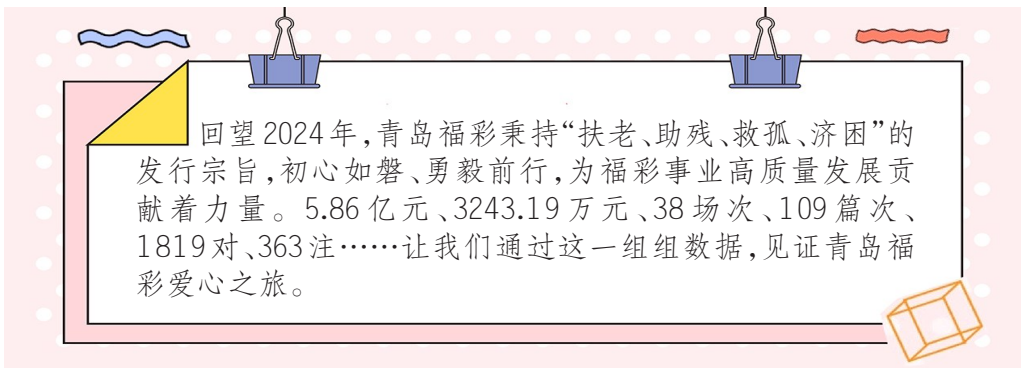 回望2024年,青岛福彩秉持“扶老、助残、救孤、济困”的
发行宗旨,初心如磐、勇毅前行,为福彩事业高质量发展贡
献着力量。5.86亿元、3243.19万元、38场次、109篇次、
1819对、363注……让我们通过这一组组数据,见证青岛福
彩爱心之旅。